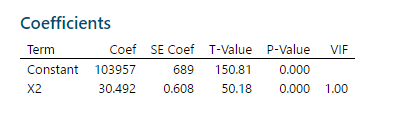 Coefficients
Term Coef SE Coef T-Value P-Value VIF
Constant 103957 689 150.81 0.000
X2 30.492 0.608 50.18 0.000 1.00